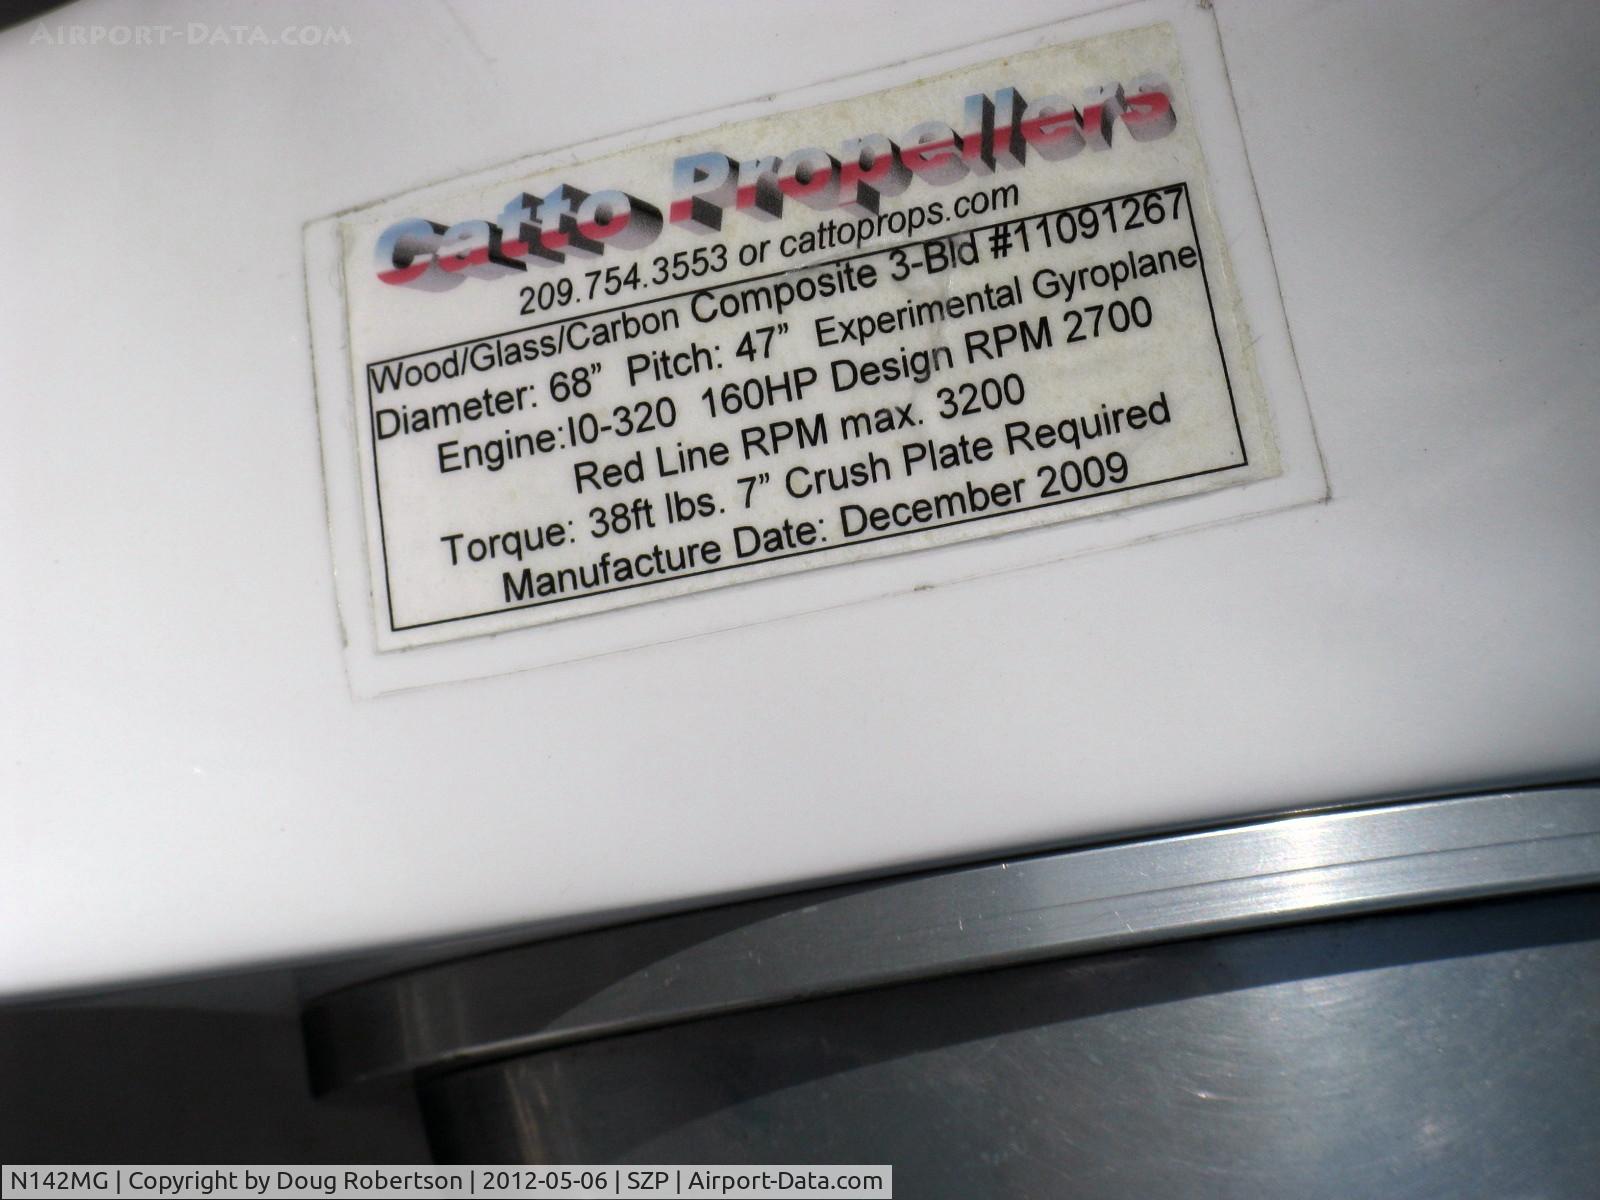 AIRPORT-DATA.COM
Catto Propellers
209.754.3553 or cattoprops.com
Wood/Glass/Carbon Composite 3-Bld #11091267
Diameter: 68” Pitch: 47” Experimental Gyroplane
Engine:I0-320 160HP Design RPM 2700
Red Line RPM max. 3200
Torque: 38ft lbs. 7” Crush Plate Required
Manufacture Date: December 2009
N142MG | Copyright by Doug Robertson | 2012-05-06 | SZP | Airport-Data.com